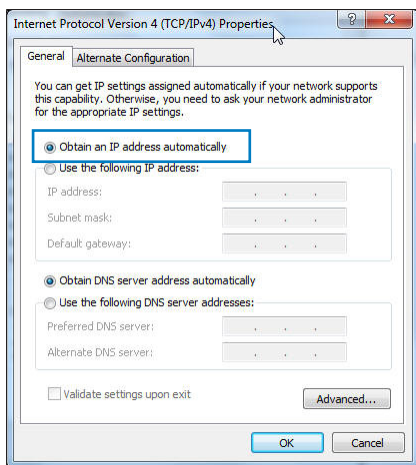 Internet Protocol Version 4 (TCP/IPv4) Properties
General
Alternate Configuration
You can get IP settings assigned automatically if your network supports
this capability. Otherwise, you need to ask your network administrator
for the appropriate IP settings.
Obtain an IP address automatically
Use the following IP address:
IP address:
Subnet mask:
Default gateway:
Obtain DNS server address automatically
Use the following DNS server addresses:
Preferred DNS server:
Alternate DNS server:
Validate settings upon exit
Advanced...
OK
Cancel